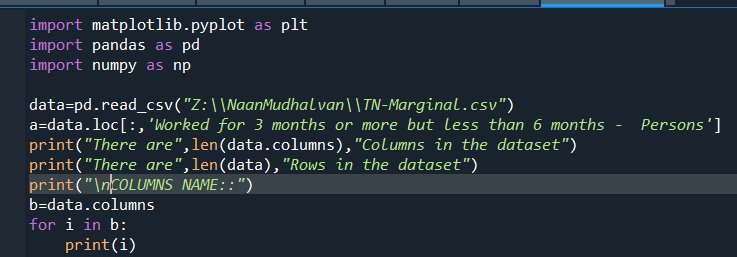 import matplotlib.pyplot as plt
import pandas as pd
import numpy as np
data=pd.read_csv("Z:\\NaanMudhalvan\\TN-Marginal.csv")
a=data.loc[:,'Worked for 3 months or more but less than 6 months -  Persons']
print("There are",len(data.columns),"Columns in the dataset")
print("There are",len(data),"Rows in the dataset")
print("\nCOLUMNS NAME::")
b=data.columns
for i in b:
    print(i)